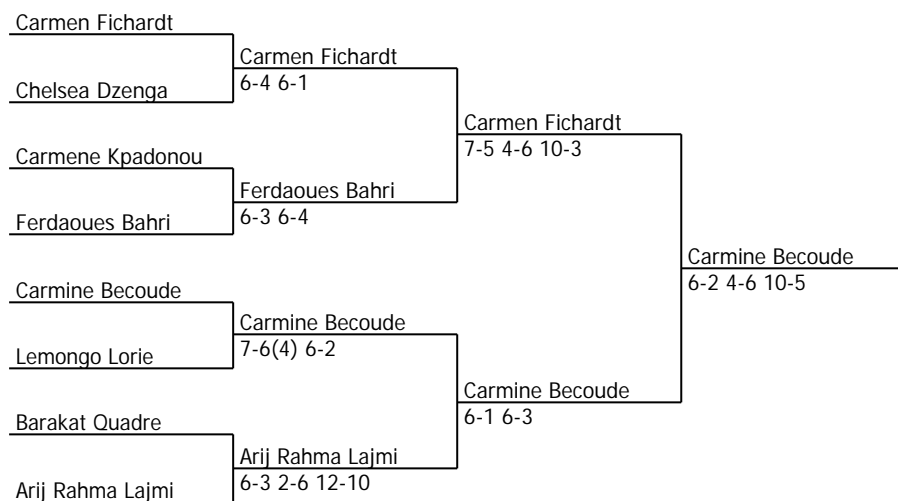 Carmen Fichardt
Carmen Fichardt
6-4 6-1
Chelsea Dzenga
Carmen Fichardt
7-5 4-6 10-3
Carmene Kpadonou
Ferdaoues Bahri
6-3 6-4
Ferdaoues Bahri
Carmine Becoude
6-2 4-6 10-5
Carmine Becoude
Carmine Becoude
7-6(4) 6-2
Lemongo Lorie
Carmine Becoude
6-1 6-3
Barakat Quadre
Arij Rahma Lajmi
6-3 2-6 12-10
Arij Rahma Lajmi